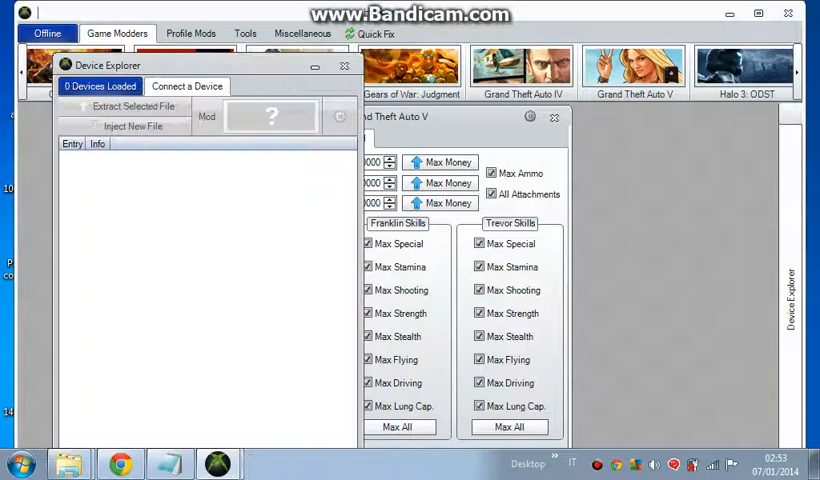 www.Bandicam.com
Offline Game Modders Profile Mods Tools Miscellaneous Quick Fix
Gears of War: Judgment Grand Theft Auto IV Grand Theft Auto V Halo 3: ODST
Device Explorer
0 Devices Loaded Connect a Device
Extract Selected File
Inject New File
Mod
?
Entry Info
nd Theft Auto V
0000 Max Money
0000 Max Money
0000 Max Money
Max Ammo
All Attachments
Franklin Skills
Max Special
Max Stamina
Max Shooting
Max Strength
Max Stealth
Max Flying
Max Driving
Max Lung Cap.
Max All
Trevor Skills
Max Special
Max Stamina
Max Shooting
Max Strength
Max Stealth
Max Flying
Max Driving
Max Lung Cap.
Max All
Device Explorer
Desktop » IT 02:53
07/01/2014